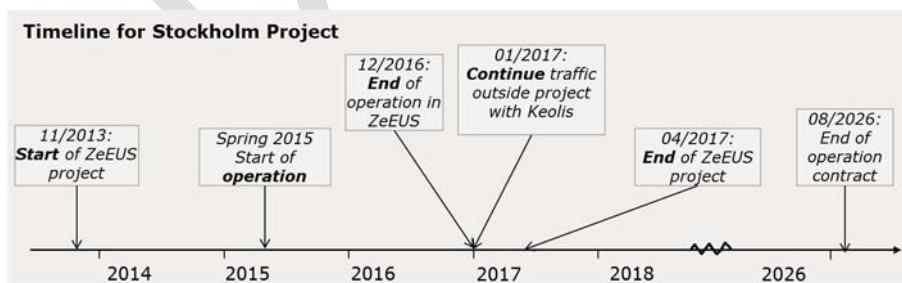 Timeline for Stockholm Project
11/2013:
Start of ZeEUS
project
Spring 2015
Start of
operation
12/2016:
End of
operation in
ZeEUS
01/2017:
Continue traffic
outside project
with Keolis
04/2017:
End of ZeEUS
project
08/2026:
End of
operation
contract
2014
2015
2016
2017
2018
2026